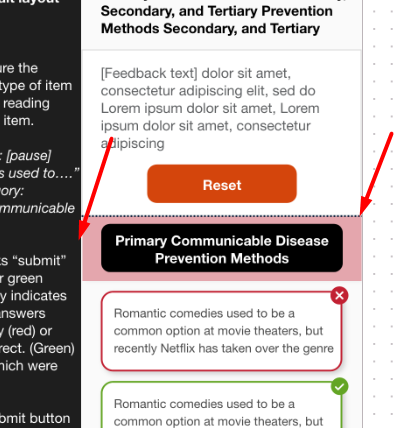 Secondary, and Tertiary Prevention
Methods Secondary, and Tertiary
[Feedback text] dolor sit amet,
consectetur adipiscing elit, sed do
Lorem ipsum dolor sit amet, Lorem
ipsum dolor sit amet, consectetur
adipiscing
Reset
Primary Communicable Disease
Prevention Methods
Romantic comedies used to be a
common option at movie theaters, but
recently Netflix has taken over the genre
Romantic comedies used to be a
common option at movie theaters, but
layout
ure the
type of item
reading
item.
: [pause]
s used to….”
ory:
mmunicable
ks “submit”
r green
y indicates
answers
y (red) or
rect. (Green)
hich were
bmit button